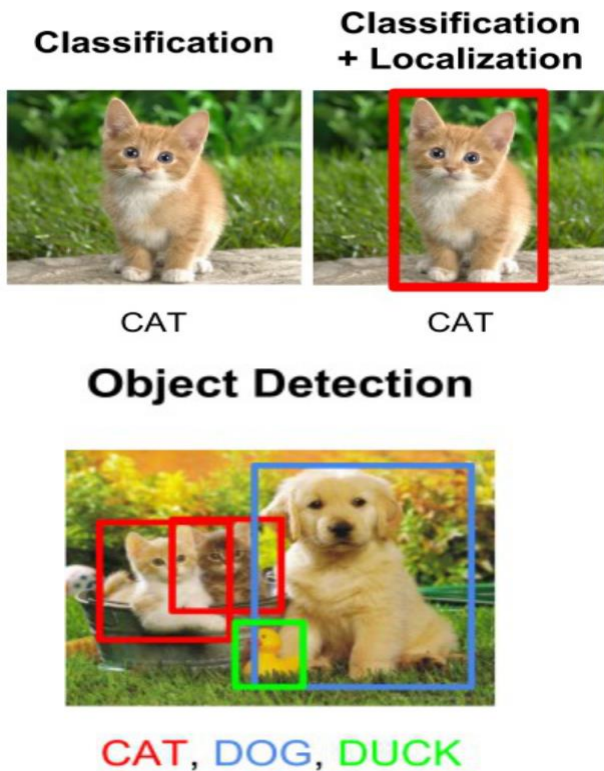 Classification
Classification
+ Localization
CAT
CAT
Object Detection
CAT, DOG, DUCK